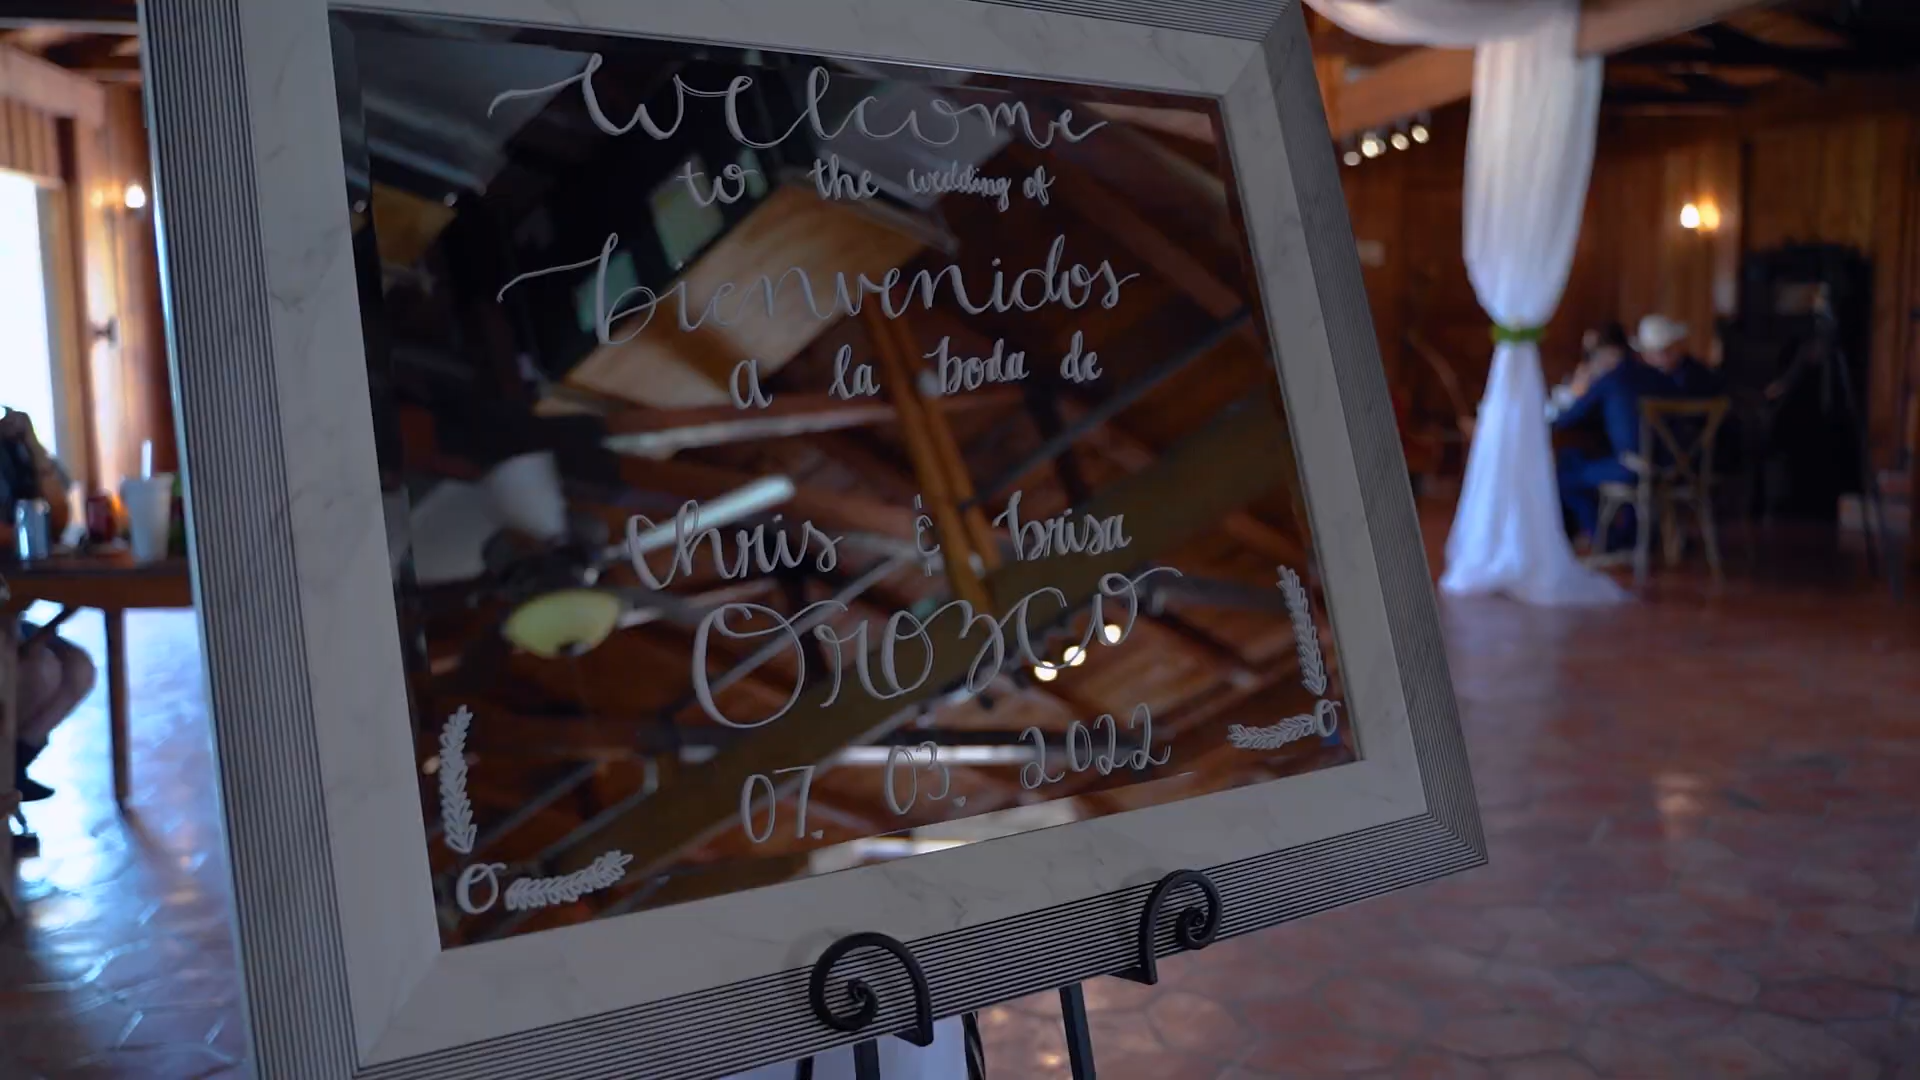 Welcome
to the wedding of
bienvenidos
a la boda de
Chris & brisa
Orozco
07. 03. 2022
O
O